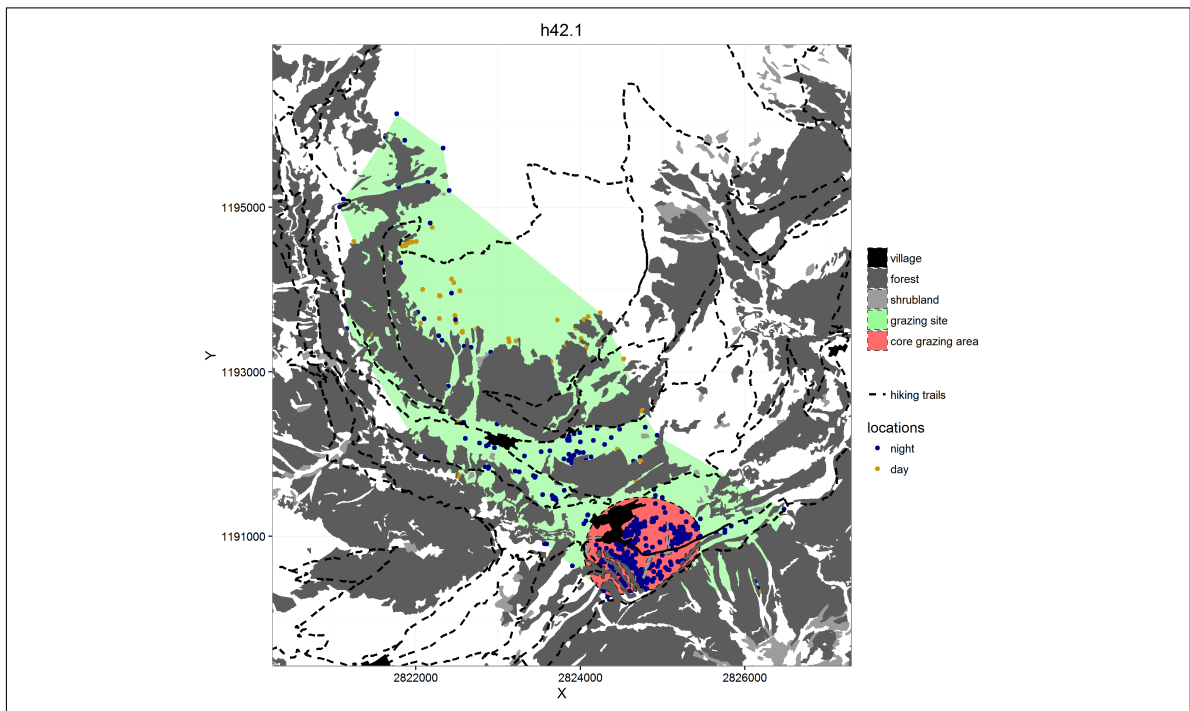 h42.1
1195000
1193000
1191000
Y
2822000
2824000
2826000
X
village
forest
shrubland
grazing site
core grazing area
hiking trails
locations
night
day